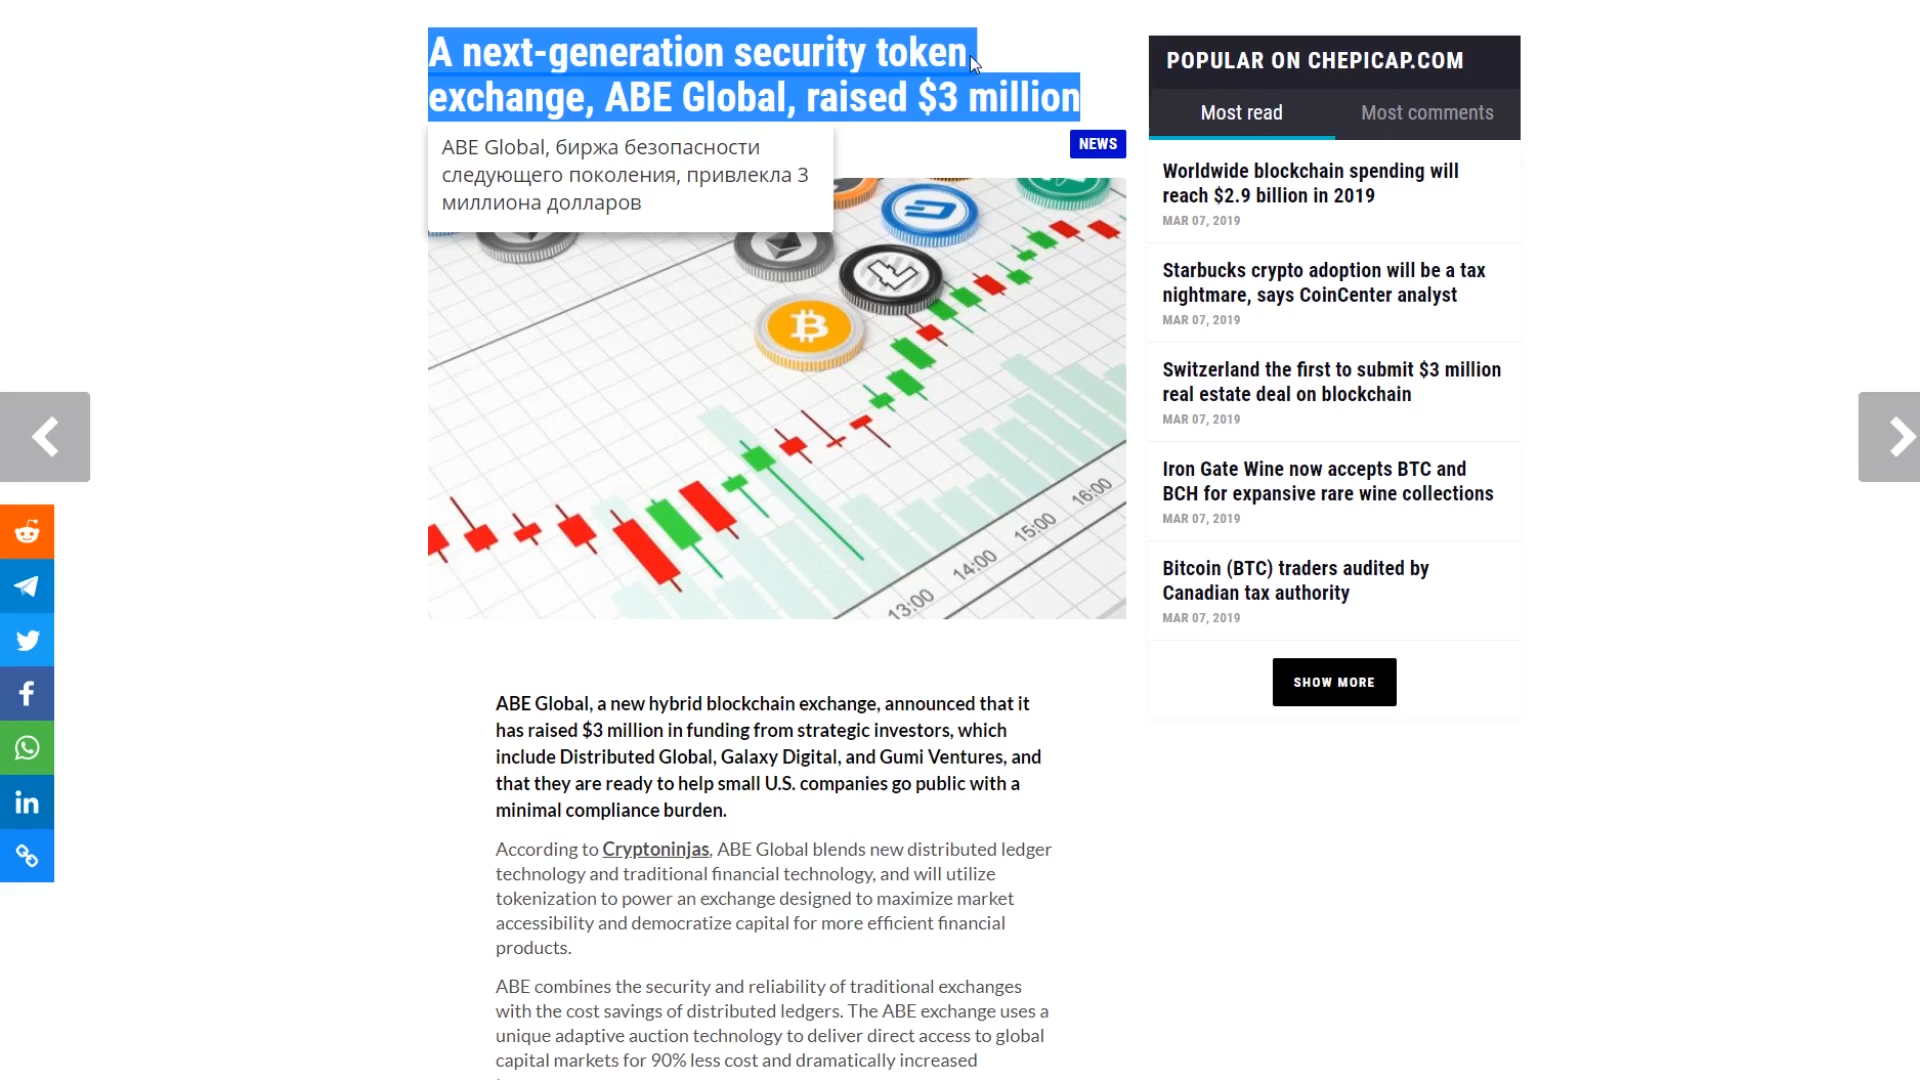 A next-generation security token
exchange, ABE Global, raised $3 million
ABE Global, биржа безопасности
следующего поколения, привлекла 3
миллиона долларов
NEWS
13:00
14:00
15:00
16:00
ABE Global, a new hybrid blockchain exchange, announced that it
has raised $3 million in funding from strategic investors, which
include Distributed Global, Galaxy Digital, and Gumi Ventures, and
that they are ready to help small U.S. companies go public with a
minimal compliance burden.
According to Cryptoninjas, ABE Global blends new distributed ledger
technology and traditional financial technology, and will utilize
tokenization to power an exchange designed to maximize market
accessibility and democratize capital for more efficient financial
products.
ABE combines the security and reliability of traditional exchanges
with the cost savings of distributed ledgers. The ABE exchange uses a
unique adaptive auction technology to deliver direct access to global
capital markets for 90% less cost and dramatically increased
POPULAR ON CHEPICAP.COM
Most read
Most comments
Worldwide blockchain spending will
reach $2.9 billion in 2019
MAR 07, 2019
Starbucks crypto adoption will be a tax
nightmare, says CoinCenter analyst
MAR 07, 2019
Switzerland the first to submit $3 million
real estate deal on blockchain
MAR 07, 2019
Iron Gate Wine now accepts BTC and
BCH for expansive rare wine collections
MAR 07, 2019
Bitcoin (BTC) traders audited by
Canadian tax authority
MAR 07, 2019
SHOW MORE